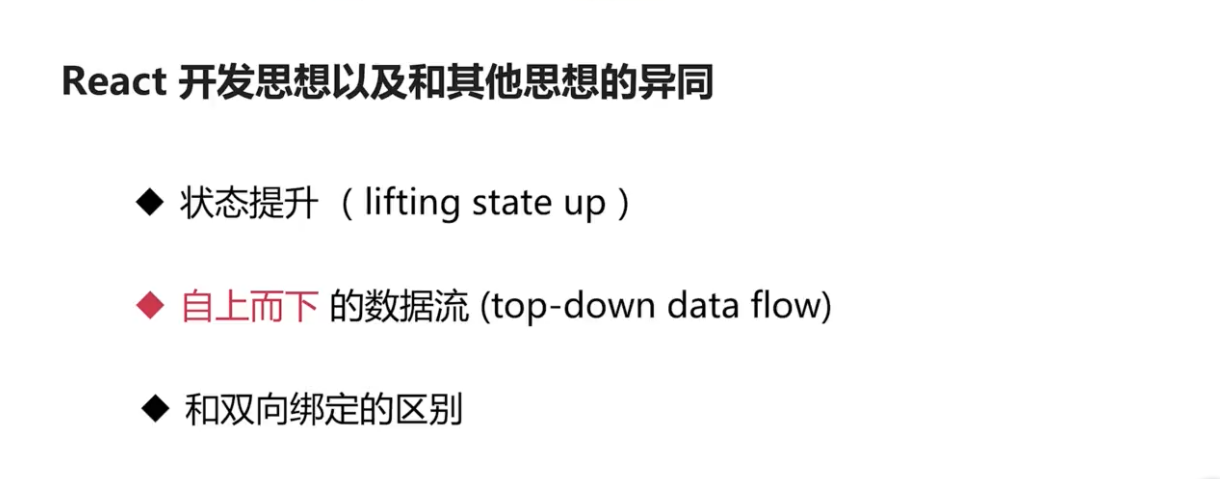 React 开发思想以及和其他思想的异同
◆ 状态提升 （ lifting state up ）
◆ 自上而下 的数据流 (top-down data flow)
◆ 和双向绑定的区别